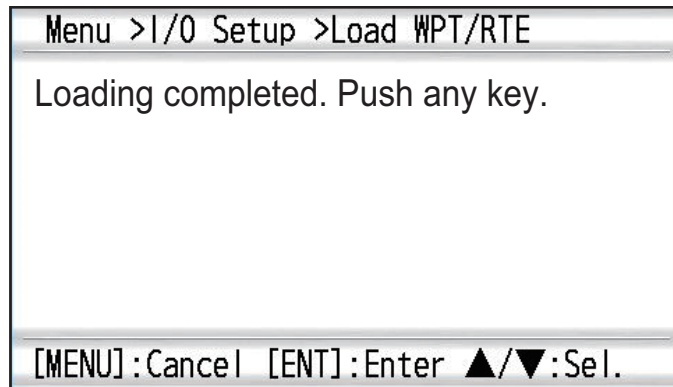 Menu >I/O Setup >Load WPT/RTE
Loading completed. Push any key.
[MENU]:Cancel [ENT]:Enter ▲/▼:Sel.